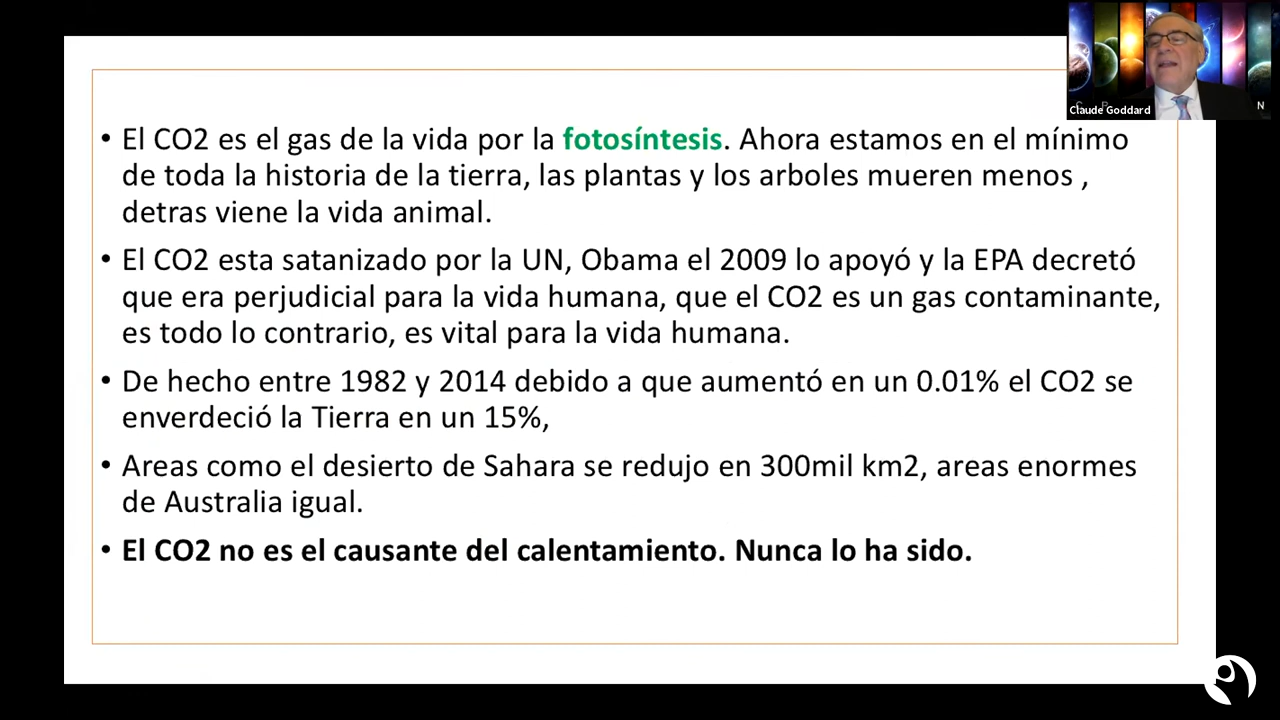 Claude Goddard
N
• El CO2 es el gas de la vida por la fotosíntesis. Ahora estamos en el mínimo
de toda la historia de la tierra, las plantas y los arboles mueren menos ,
detras viene la vida animal.
• El CO2 esta satanizado por la UN, Obama el 2009 lo apoyó y la EPA decretó
que era perjudicial para la vida humana, que el CO2 es un gas contaminante,
es todo lo contrario, es vital para la vida humana.
• De hecho entre 1982 y 2014 debido a que aumentó en un 0.01% el CO2 se
enverdeció la Tierra en un 15%,
• Areas como el desierto de Sahara se redujo en 300mil km2, areas enormes
de Australia igual.
• El CO2 no es el causante del calentamiento. Nunca lo ha sido.